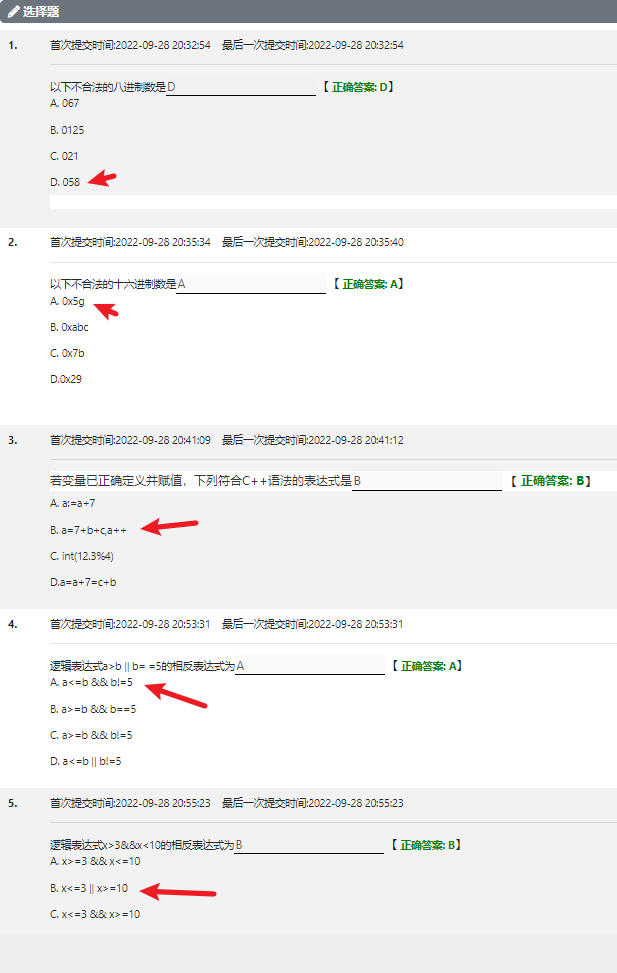 选择题
1. 首次提交时间:2022-09-28 20:32:54 最后一次提交时间:2022-09-28 20:32:54
以下不合法的八进制数是D 【 正确答案: D】
A. 067
B. 0125
C. 021
D. 058
2. 首次提交时间:2022-09-28 20:35:34 最后一次提交时间:2022-09-28 20:35:40
以下不合法的十六进制数是A 【 正确答案: A】
A. 0x5g
B. 0xabc
C. 0x7b
D.0x29
3. 首次提交时间:2022-09-28 20:41:09 最后一次提交时间:2022-09-28 20:41:12
若变量已正确定义并赋值，下列符合C++语法的表达式是B 【 正确答案: B】
A. a:=a+7
B. a=7+b+c,a++
C. int(12.3%4)
D.a=a+7=c+b
4. 首次提交时间:2022-09-28 20:53:31 最后一次提交时间:2022-09-28 20:53:31
逻辑表达式a>b || b= =5的相反表达式为A 【 正确答案: A】
A. a<=b && b!=5
B. a>=b && b==5
C. a>=b && b!=5
D. a<=b || b!=5
5. 首次提交时间:2022-09-28 20:55:23 最后一次提交时间:2022-09-28 20:55:23
逻辑表达式x>3&&x<10的相反表达式为B 【 正确答案: B】
A. x>=3 && x<=10
B. x<=3 || x>=10
C. x<=3 && x>=10